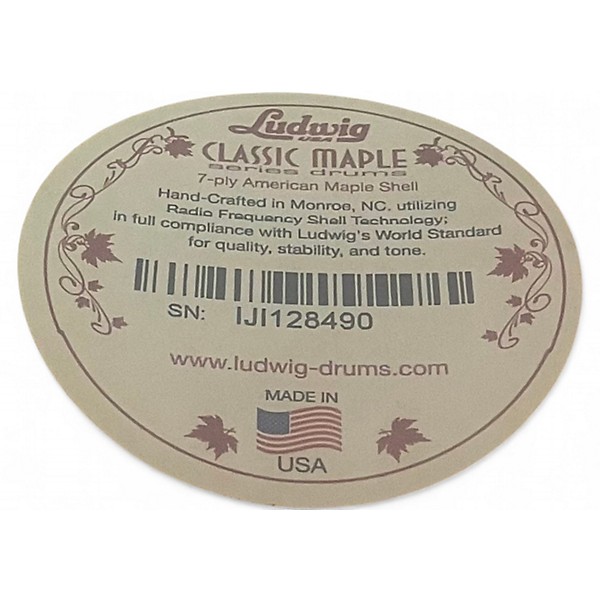 Ludwig
USA
CLASSIC MAPLE
series drums
7-ply American Maple Shell
Hand-Crafted in Monroe, NC. utilizing
Radio Frequency Shell Technology;
in full compliance with Ludwig's World Standard
for quality, stability, and tone.
SN: IJI128490
www.ludwig-drums.com
MADE IN
USA